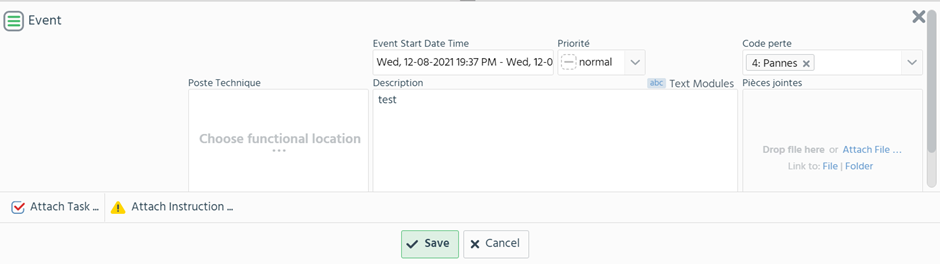 Event
Event Start Date Time
Priorité
Code perte
Wed, 12-08-2021 19:37 PM - Wed, 12-0
normal
4: Pannes
Poste Technique
Description
abc Text Modules
Pièces jointes
Choose functional location
...
test
Drop file here or Attach File ...
Link to: File | Folder
Attach Task ...
Attach Instruction ...
Save
Cancel